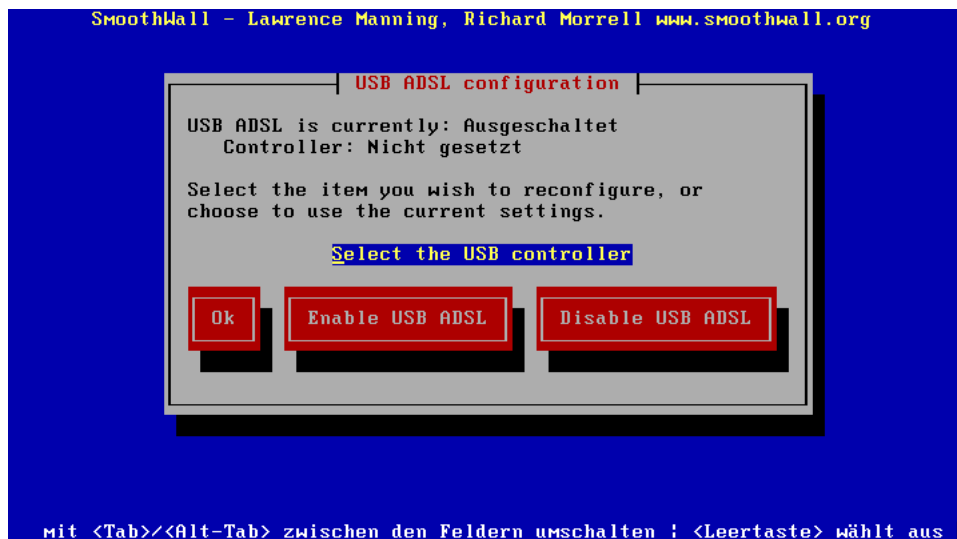 SmoothWall - Lawrence Manning, Richard Morrell www.smoothwall.org
USB ADSL configuration
USB ADSL is currently: Ausgeschaltet
Controller: Nicht gesetzt
Select the item you wish to reconfigure, or
choose to use the current settings.
Select the USB controller
Ok Enable USB ADSL Disable USB ADSL
mit <Tab>/<Alt-Tab> zwischen den Feldern umschalten ¦ <Leertaste> wählt aus